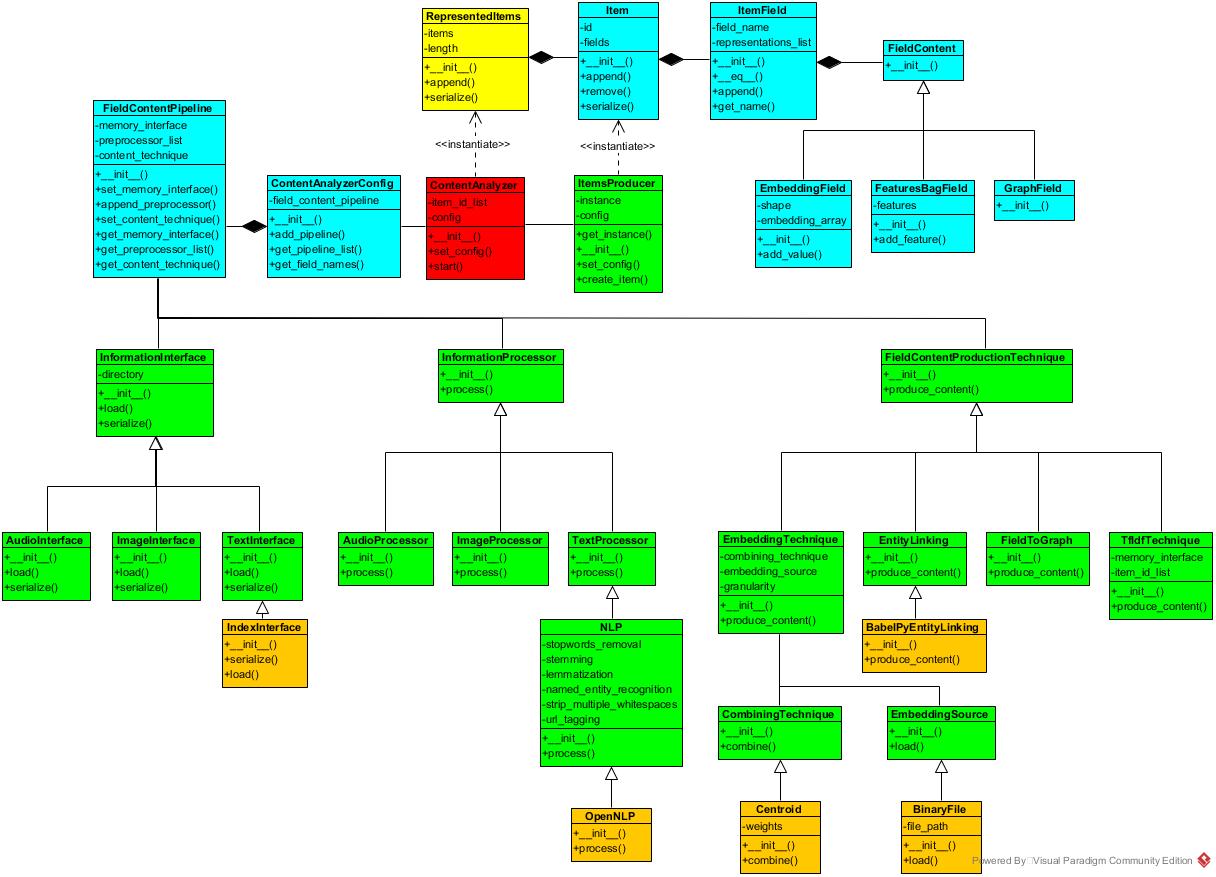 RepresentedItems
-items
-length
+__init__()
+append()
+serialize()
Item
-id
-fields
+__init__()
+append()
+remove()
+serialize()
ItemField
-field_name
-representations_list
+__init__()
+__eq__()
+append()
+get_name()
FieldContent
+__init__()
<<instantiate>>
<<instantiate>>
FieldContentPipeline
-memory_interface
-preprocessor_list
-content_technique
+__init__()
+set_memory_interface()
+append_preprocessor()
+set_content_technique()
+get_memory_interface()
+get_preprocessor_list()
+get_content_technique()
ContentAnalyzerConfig
-field_content_pipeline
+__init__()
+add_pipeline()
+get_pipeline_list()
+get_field_names()
ContentAnalyzer
-item_id_list
-config
+__init__()
+set_config()
+start()
ItemsProducer
-instance
-config
+get_instance()
+__init__()
+set_config()
+create_item()
EmbeddingField
-shape
-embedding_array
+__init__()
+add_value()
FeaturesBagField
-features
+__init__()
+add_feature()
GraphField
+__init__()
InformationInterface
-directory
+__init__()
+load()
+serialize()
InformationProcessor
+__init__()
+process()
FieldContentProductionTechnique
+__init__()
+produce_content()
AudioInterface
+__init__()
+load()
+serialize()
ImageInterface
+__init__()
+load()
+serialize()
TextInterface
+__init__()
+load()
+serialize()
AudioProcessor
+__init__()
+process()
ImageProcessor
+__init__()
+process()
TextProcessor
+__init__()
+process()
EmbeddingTechnique
-combining_technique
-embedding_source
-granularity
+__init__()
+produce_content()
EntityLinking
+__init__()
+produce_content()
FieldToGraph
+__init__()
+produce_content()
TfIdfTechnique
-memory_interface
-item_id_list
+__init__()
+produce_content()
IndexInterface
+__init__()
+serialize()
+load()
NLP
-stopwords_removal
-stemming
-lemmatization
-named_entity_recognition
-strip_multiple_whitespaces
-url_tagging
+__init__()
+process()
BabelPyEntityLinking
+__init__()
+produce_content()
CombiningTechnique
+__init__()
+combine()
EmbeddingSource
+__init__()
+load()
OpenNLP
+__init__()
+process()
Centroid
-weights
+__init__()
+combine()
BinaryFile
-file_path
+__init__()
+load()
Powered By Visual Paradigm Community Edition